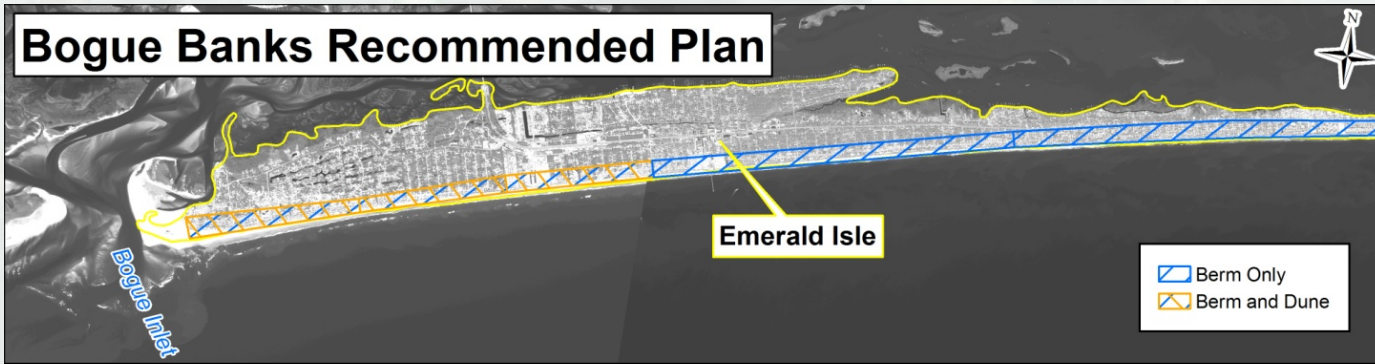 Bogue Banks Recommended Plan
N
Emerald Isle
Bogue Inlet
Berm Only
Berm and Dune